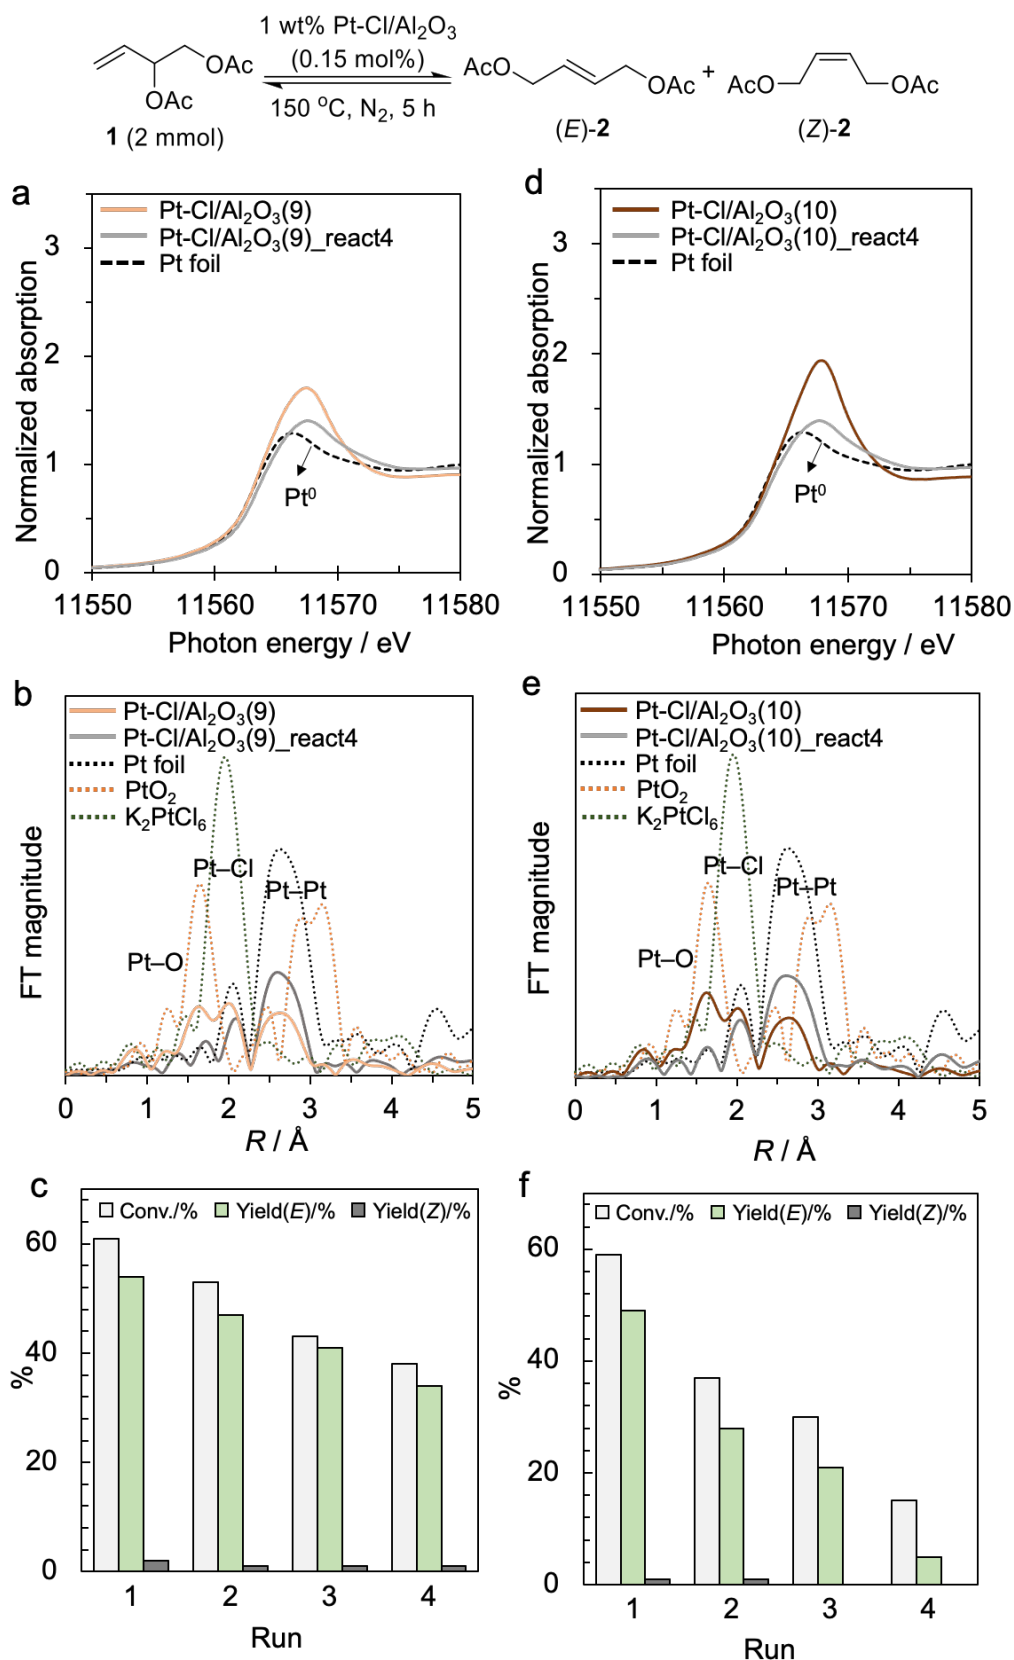 1 wt% Pt-Cl/Al₂O₃
(0.15 mol%)
150 °C, N₂, 5 h
OAc
OAc
1 (2 mmol)
AcO
OAc
+
AcO
OAc
(E)-2
(Z)-2
a
Pt-Cl/Al₂O₃(9)
Pt-Cl/Al₂O₃(9)_react4
Pt foil
Normalized absorption
3
2
1
0
Pt⁰
11550
11560
11570
11580
Photon energy / eV
d
Pt-Cl/Al₂O₃(10)
Pt-Cl/Al₂O₃(10)_react4
Pt foil
Normalized absorption
3
2
1
0
Pt⁰
11550
11560
11570
11580
Photon energy / eV
b
Pt-Cl/Al₂O₃(9)
Pt-Cl/Al₂O₃(9)_react4
Pt foil
PtO₂
K₂PtCl₆
FT magnitude
Pt–Cl
Pt–Pt
Pt–O
0
1
2
3
4
5
R / Å
e
Pt-Cl/Al₂O₃(10)
Pt-Cl/Al₂O₃(10)_react4
Pt foil
PtO₂
K₂PtCl₆
FT magnitude
Pt–Cl
Pt–Pt
Pt–O
0
1
2
3
4
5
R / Å
c
Conv./%
Yield(E)/%
Yield(Z)/%
%
60
40
20
0
1
2
3
4
Run
f
Conv./%
Yield(E)/%
Yield(Z)/%
%
60
40
20
0
1
2
3
4
Run